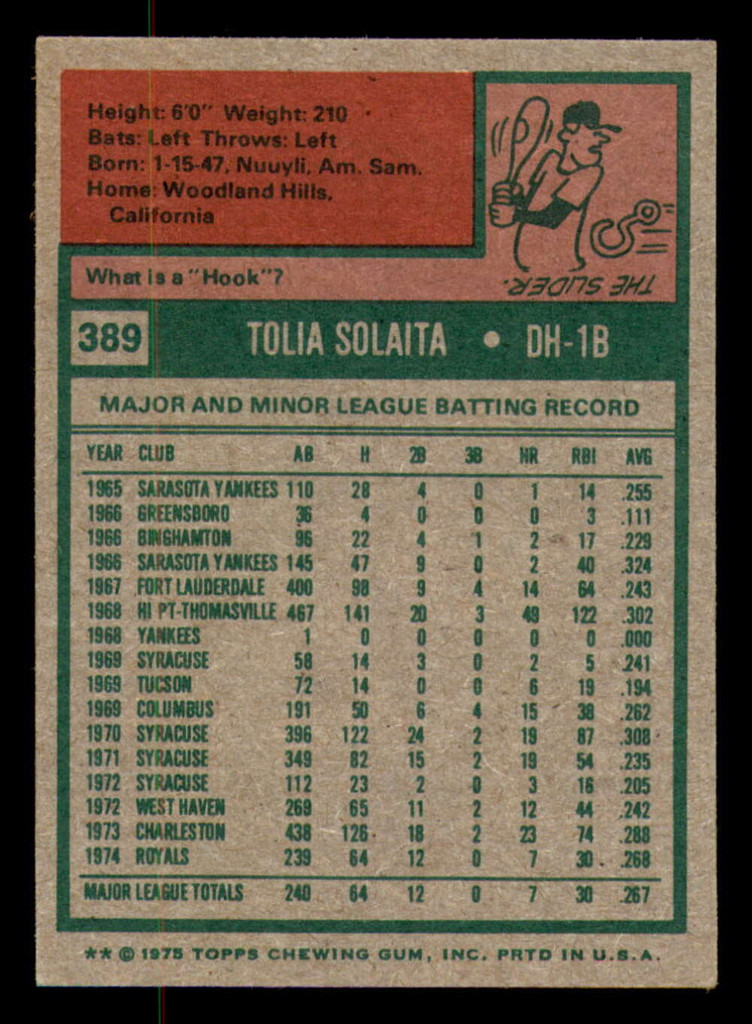 Height: 6'0" Weight: 210
Bats: Left Throws: Left
Born: 1-15-47, Nuuyli, Am. Sam.
Home: Woodland Hills,
California
What is a "Hook"?
THE SLIDER.
389 TOLIA SOLAITA • DH-1B
MAJOR AND MINOR LEAGUE BATTING RECORD
YEAR CLUB AB H 2B 3B HR RBI AVG
1965 SARASOTA YANKEES 110 28 4 0 1 14 .255
1966 GREENSBORO 36 4 0 0 0 3 .111
1966 BINGHAMTON 96 22 4 1 2 17 .229
1966 SARASOTA YANKEES 145 47 9 0 2 40 .324
1967 FORT LAUDERDALE 400 98 9 4 14 64 .243
1968 HI PT-THOMASVILLE 467 141 20 3 49 122 .302
1968 YANKEES 1 0 0 0 0 0 .000
1969 SYRACUSE 58 14 3 0 2 5 .241
1969 TUCSON 72 14 0 0 6 19 .194
1969 COLUMBUS 191 50 6 4 15 38 .262
1970 SYRACUSE 396 122 24 2 19 87 .308
1971 SYRACUSE 349 82 15 2 19 54 .235
1972 SYRACUSE 112 23 2 0 3 16 .205
1972 WEST HAVEN 269 65 11 2 12 44 .242
1973 CHARLESTON 438 126 18 2 23 74 .288
1974 ROYALS 239 64 12 0 7 30 .268
MAJOR LEAGUE TOTALS 240 64 12 0 7 30 .267
** © 1975 TOPPS CHEWING GUM, INC. PRTD IN U.S.A.